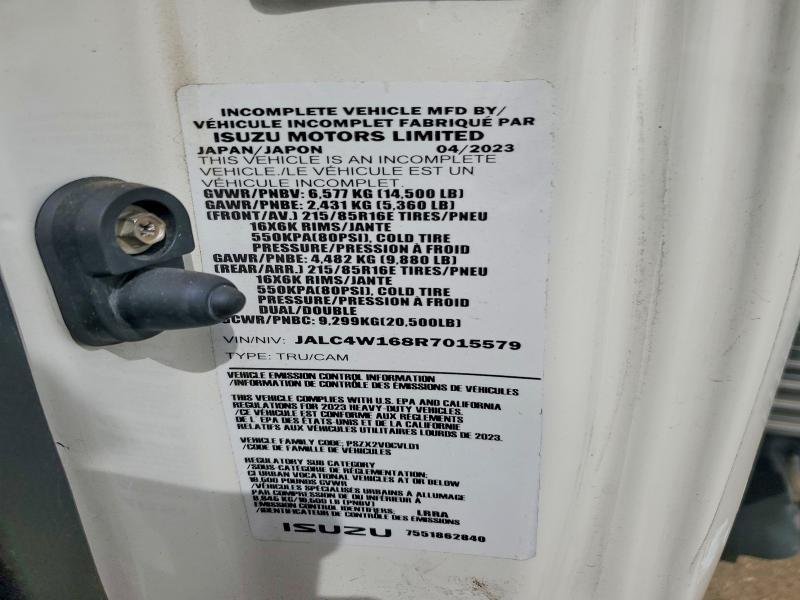 INCOMPLETE VEHICLE MFD BY/
VÉHICULE INCOMPLET FABRIQUÉ PAR
ISUZU MOTORS LIMITED
JAPAN/JAPON 04/2023
THIS VEHICLE IS AN INCOMPLETE
VEHICLE./LE VÉHICULE EST UN
VEHICULE INCOMPLET.
GVWR/PNBV: 6,577 KG (14,500 LB)
GAWR/PNBE: 2,431 KG (5,360 LB)
(FRONT/AV.) 215/85R16E TIRES/PNEU
16X6K RIMS/JANTE
550KPA(80PSI), COLD TIRE
PRESSURE/PRESSION À FROID
GAWR/PNBE: 4,482 KG (9,880 LB)
(REAR/ARR.) 215/85R16E TIRES/PNEU
16X6K RIMS/JANTE
550KPA(80PSI), COLD TIRE
PRESSURE/PRESSION À FROID
DUAL/DOUBLE
GCWR/PNBC: 9,299KG(20,500LB)
VIN/NIV: JALC4W168R7015579
TYPE: TRU/CAM
VEHICLE EMISSION CONTROL INFORMATION
/INFORMATION DE CONTRÔLE DES ÉMISSIONS DE VÉHICULES
THIS VEHICLE COMPLIES WITH U.S. EPA AND CALIFORNIA
REGULATIONS FOR 2023 HEAVY-DUTY VEHICLES.
/CE VÉHICULE EST CONFORME AUX RÈGLEMENTS
DE L' EPA DES ÉTATS-UNIS ET DE LA CALIFORNIE
RELATIFS AUX VÉHICULES UTILITAIRES LOURDS DE 2023.
VEHICLE FAMILY CODE: PSZX2VOCVLD1
/CODE DE FAMILLE DE VÉHICULES
REGULATORY SUB CATEGORY
/SOUS-CATÉGORIE DE RÉGLEMENTATION:
CI URBAN VOCATIONAL VEHICLES AT OR BELOW
19,500 POUNDS GVWR
/VÉHICULES SPÉCIALISÉS URBAINS À ALLUMAGE
PAR COMPRESSION DE OU INFÉRIEUR À
8,845 KG/19,500 LB (PNBV)
EMISSION CONTROL IDENTIFIERS: LRRA
/IDENTIFICATEUR DE CONTRÔLE DES ÉMISSIONS
ISUZU 7551862840